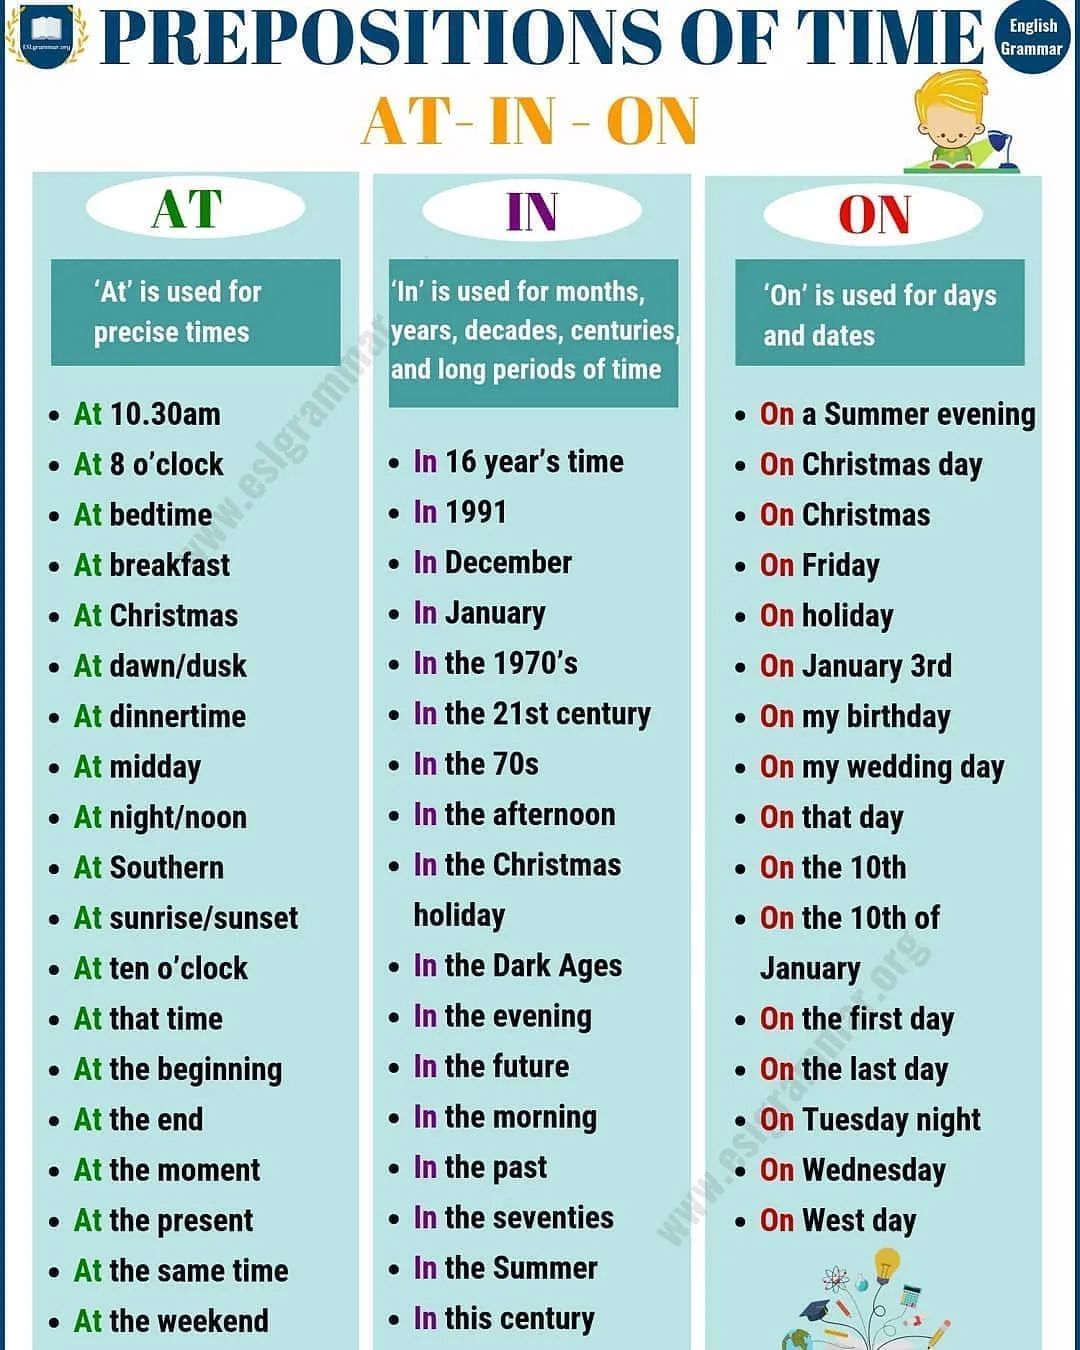 ESLgrammar.org
PREPOSITIONS OF TIME
English
Grammar
AT- IN - ON
AT
'At' is used for
precise times
At 10.30am
At 8 o'clock
At bedtime
At breakfast
At Christmas
At dawn/dusk
At dinnertime
At midday
At night/noon
At Southern
At sunrise/sunset
At ten o'clock
At that time
At the beginning
At the end
At the moment
At the present
At the same time
At the weekend
IN
'In' is used for months,
years, decades, centuries,
and long periods of time
In 16 year's time
In 1991
In December
In January
In the 1970's
In the 21st century
In the 70s
In the afternoon
In the Christmas
holiday
In the Dark Ages
In the evening
In the future
In the morning
In the past
In the seventies
In the Summer
In this century
ON
'On' is used for days
and dates
On a Summer evening
On Christmas day
On Christmas
On Friday
On holiday
On January 3rd
On my birthday
On my wedding day
On that day
On the 10th
On the 10th of
January
On the first day
On the last day
On Tuesday night
On Wednesday
On West day
www.eslgrammar.org
www.eslgrammar.org